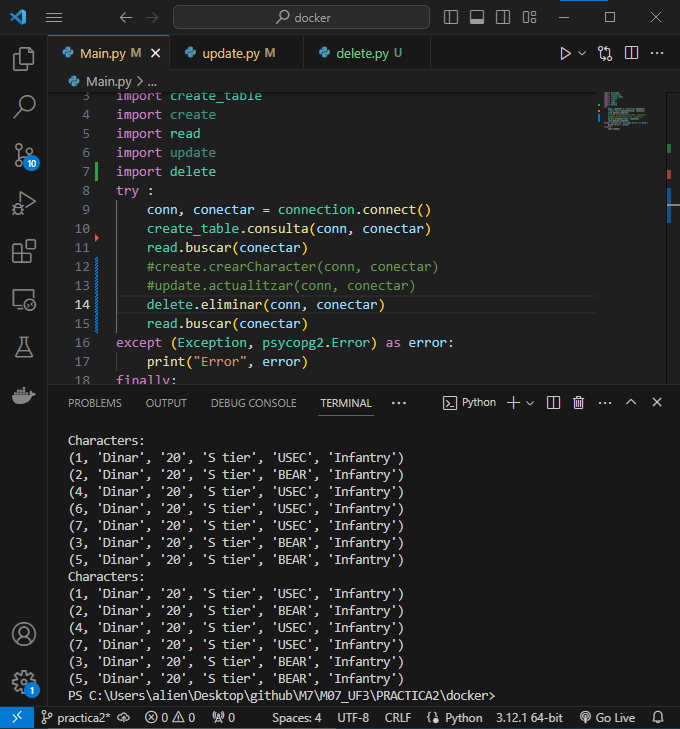 docker
Main.py M
update.py M
delete.py U
Main.py > ...
3 import create_table
4 import create
5 import read
6 import update
7 import delete
8 try :
9 conn, conectar = connection.connect()
10 create_table.consulta(conn, conectar)
11 read.buscar(conectar)
12 #create.crearCharacter(conn, conectar)
13 #update.actualitzar(conn, conectar)
14 delete.eliminar(conn, conectar)
15 read.buscar(conectar)
16 except (Exception, psycopg2.Error) as error:
17 print("Error", error)
18 finally:
10
PROBLEMS OUTPUT DEBUG CONSOLE TERMINAL ... Python
Characters:
(1, 'Dinar', '20', 'S tier', 'USEC', 'Infantry')
(2, 'Dinar', '20', 'S tier', 'BEAR', 'Infantry')
(4, 'Dinar', '20', 'S tier', 'USEC', 'Infantry')
(6, 'Dinar', '20', 'S tier', 'USEC', 'Infantry')
(7, 'Dinar', '20', 'S tier', 'USEC', 'Infantry')
(3, 'Dinar', '20', 'S tier', 'BEAR', 'Infantry')
(5, 'Dinar', '20', 'S tier', 'BEAR', 'Infantry')
Characters:
(1, 'Dinar', '20', 'S tier', 'USEC', 'Infantry')
(2, 'Dinar', '20', 'S tier', 'BEAR', 'Infantry')
(4, 'Dinar', '20', 'S tier', 'USEC', 'Infantry')
(7, 'Dinar', '20', 'S tier', 'USEC', 'Infantry')
(3, 'Dinar', '20', 'S tier', 'BEAR', 'Infantry')
(5, 'Dinar', '20', 'S tier', 'BEAR', 'Infantry')
PS C:\Users\alien\Desktop\github\M7\M07_UF3\PRACTICA2\docker>
1
practica2* 0 0 0 Spaces: 4 UTF-8 CRLF Python 3.12.1 64-bit Go Live